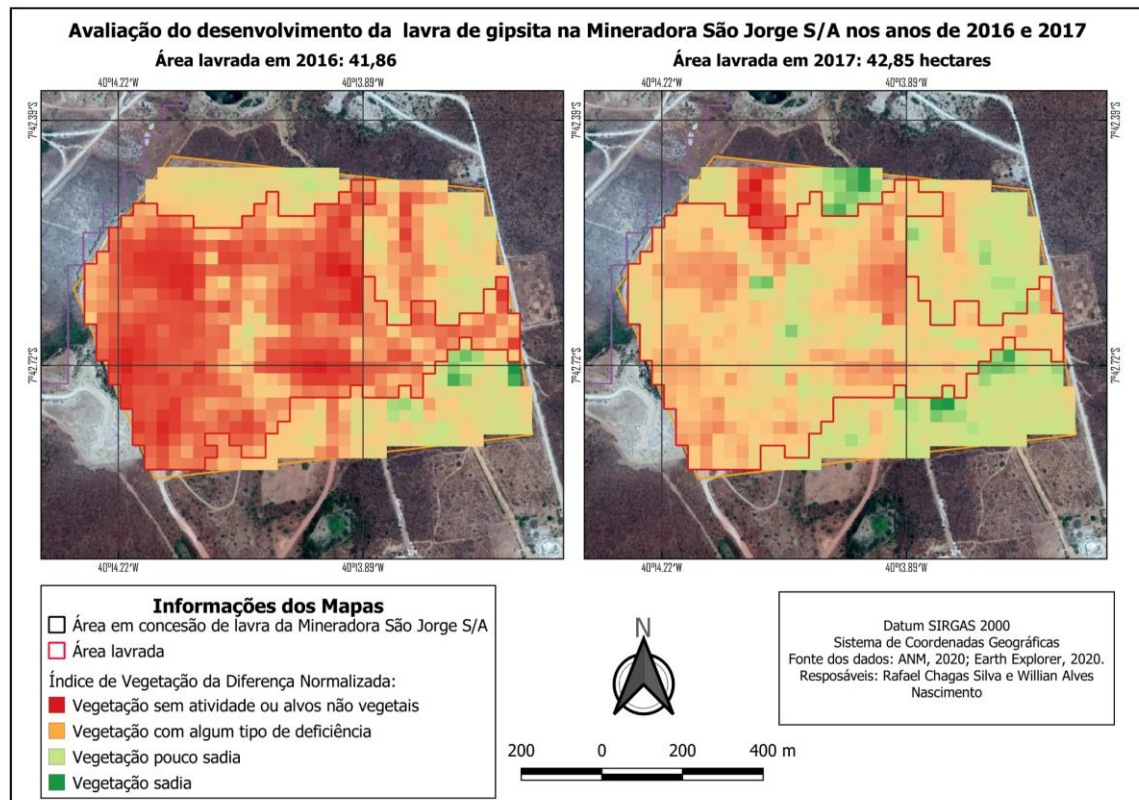 Avaliação do desenvolvimento da lavra de gipsita na Mineradora São Jorge S/A nos anos de 2016 e 2017
Área lavrada em 2016: 41,86
Área lavrada em 2017: 42,85 hectares
40°14.22″W
40°13.89″W
40°14.22″W
40°13.89″W
7°42.39″S
7°42.39″S
7°42.72″S
7°42.72″S
40°14.22″W
40°13.89″W
40°14.22″W
40°13.89″W
Informações dos Mapas
Área em concesão de lavra da Mineradora São Jorge S/A
Área lavrada
Índice de Vegetação da Diferença Normalizada:
Vegetação sem atividade ou alvos não vegetais
Vegetação com algum tipo de deficiência
Vegetação pouco sadia
Vegetação sadia
N
200 0 200 400 m
Datum SIRGAS 2000
Sistema de Coordenadas Geográficas
Fonte dos dados: ANM, 2020; Earth Explorer, 2020.
Resposáveis: Rafael Chagas Silva e Willian Alves
Nascimento